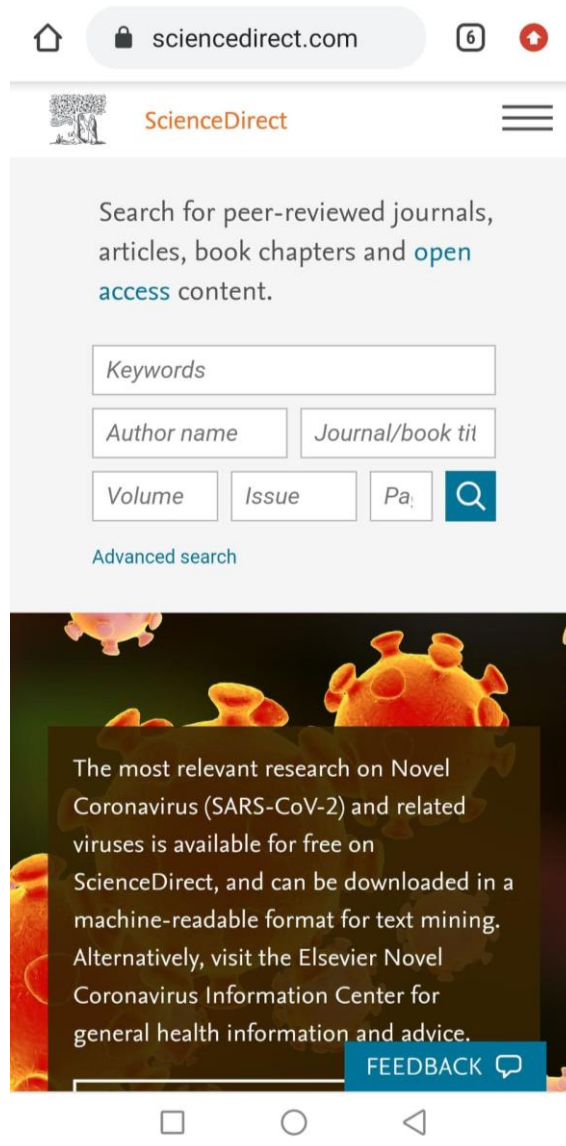 sciencedirect.com 6
ScienceDirect
Search for peer-reviewed journals,
articles, book chapters and open
access content.
Keywords
Author name Journal/book tit
Volume Issue Pa
Advanced search
The most relevant research on Novel
Coronavirus (SARS-CoV-2) and related
viruses is available for free on
ScienceDirect, and can be downloaded in a
machine-readable format for text mining.
Alternatively, visit the Elsevier Novel
Coronavirus Information Center for
general health information and advice.
FEEDBACK